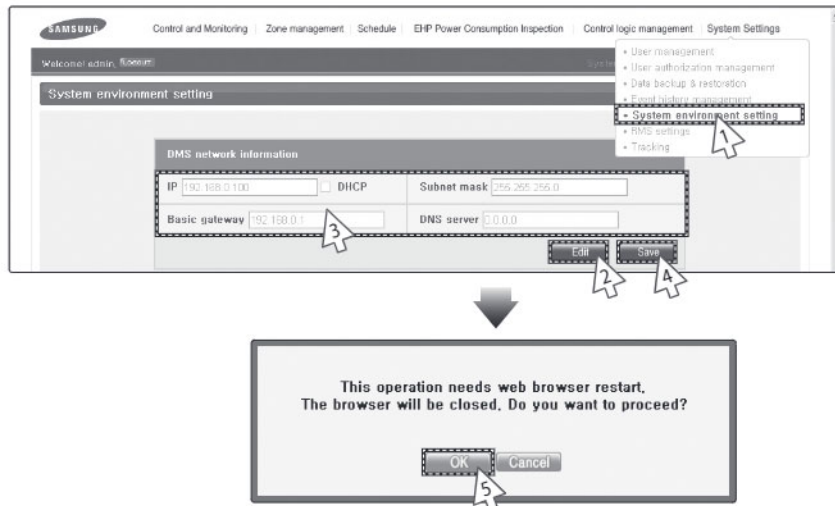 SAMSUNG Control and Monitoring Zone management Schedule EHP Power Consumption Inspection Control logic management System Settings
Welcome! admin, Logout
• User management
• User authorization management
• Data backup & restoration
• Event history management
• System environment setting
• RMS settings
• Tracking
1
System environment setting
DMS network information
IP 192.168.0.100 DHCP Subnet mask 255.255.255.0
Basic gateway 192.168.0.1 DNS server 0.0.0.0
3
Edit Save
2 4
This operation needs web browser restart,
The browser will be closed, Do you want to proceed?
OK Cancel
5